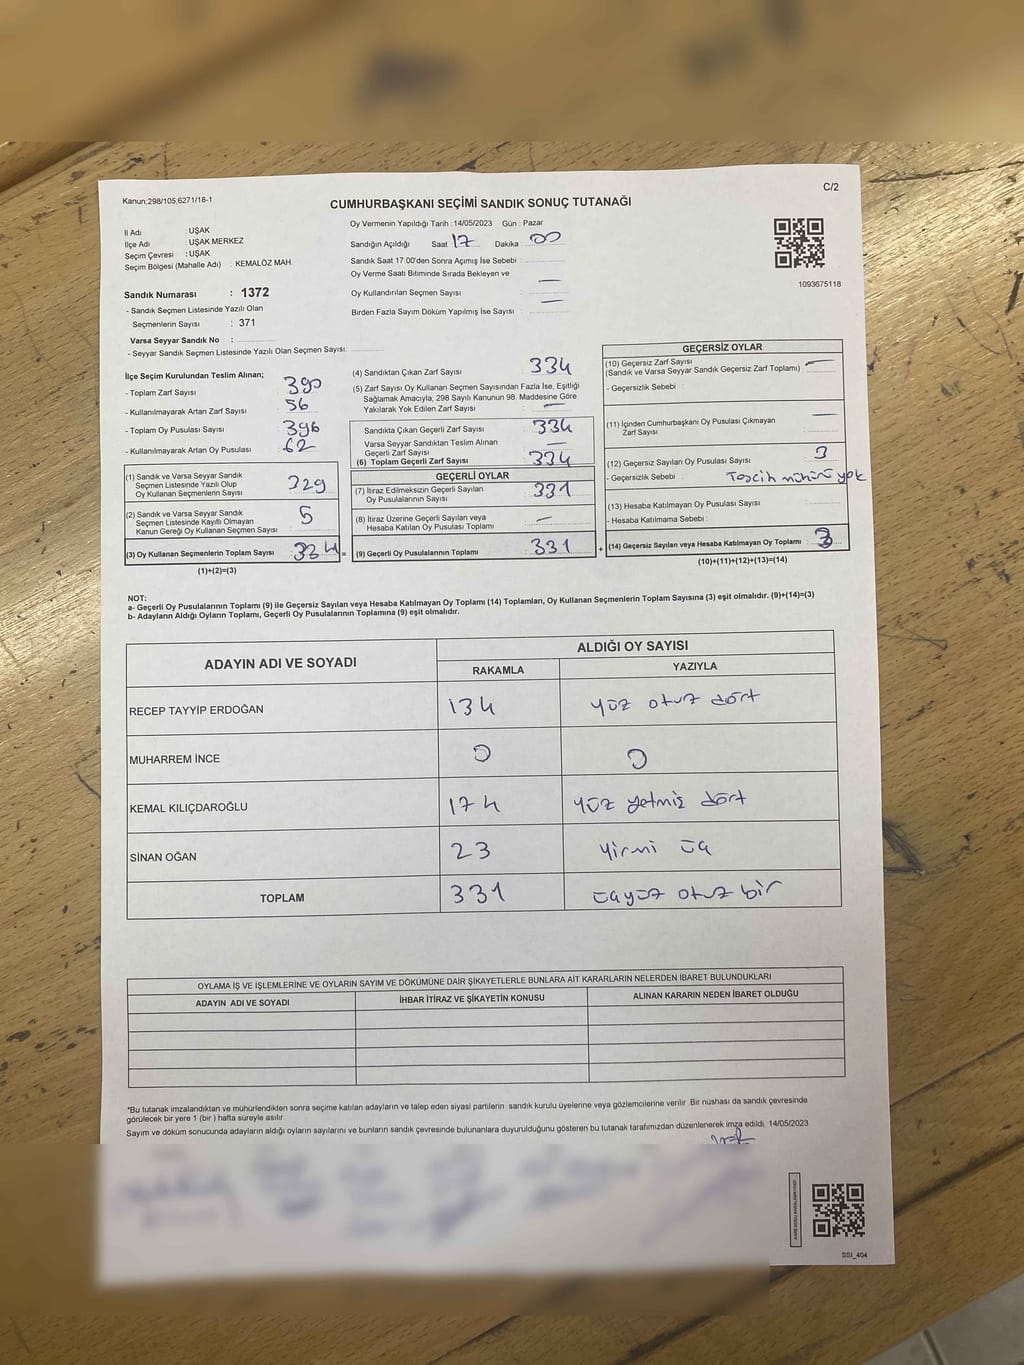 Kanun:298/105,6271/18-1
C/2
CUMHURBAŞKANI SEÇİMİ SANDIK SONUÇ TUTANAĞI
İl Adı : UŞAK
İlçe Adı : UŞAK MERKEZ
Seçim Çevresi : UŞAK
Seçim Bölgesi (Mahalle Adı) : KEMALÖZ MAH.
Sandık Numarası : 1372
- Sandık Seçmen Listesinde Yazılı Olan
Seçmenlerin Sayısı : 371
Varsa Seyyar Sandık No :
- Seyyar Sandık Seçmen Listesinde Yazılı Olan Seçmen Sayısı:
Oy Vermenin Yapıldığı Tarih : 14/05/2023 Gün : Pazar
Sandığın Açıldığı Saat 17 Dakika : 00
Sandık Saat 17.00'den Sonra Açımış İse Sebebi :
Oy Verme Saati Bitiminde Sırada Bekleyen ve
Oy Kullandırılan Seçmen Sayısı : —
Birden Fazla Sayım Döküm Yapılmış İse Sayısı : —
1093675118
İlçe Seçim Kurulundan Teslim Alınan;
- Toplam Zarf Sayısı : 390
- Kullanılmayarak Artan Zarf Sayısı : 56
- Toplam Oy Pusulası Sayısı : 396
- Kullanılmayarak Artan Oy Pusulası : 62
(1) Sandık ve Varsa Seyyar Sandık
Seçmen Listesinde Yazılı Olup
Oy Kullanan Seçmenlerin Sayısı : 329
(2) Sandık ve Varsa Seyyar Sandık
Seçmen Listesinde Kayıtlı Olmayan
Kanun Gereği Oy Kullanan Seçmen Sayısı : 5
(3) Oy Kullanan Seçmenlerin Toplam Sayısı : 334 =
(1)+(2)=(3)
(4) Sandıktan Çıkan Zarf Sayısı : 334
(5) Zarf Sayısı Oy Kullanan Seçmen Sayısından Fazla İse, Eşitliği
Sağlamak Amacıyla, 298 Sayılı Kanunun 98. Maddesine Göre
Yakılarak Yok Edilen Zarf Sayısı : —
Sandıkta Çıkan Geçerli Zarf Sayısı : 334
Varsa Seyyar Sandıktan Teslim Alınan
Geçerli Zarf Sayısı : —
(6) Toplam Geçerli Zarf Sayısı : 334
GEÇERLİ OYLAR
(7) İtiraz Edilmeksizin Geçerli Sayılan
Oy Pusulalarının Sayısı : 331
(8) İtiraz Üzerine Geçerli Sayılan veya
Hesaba Katılan Oy Pusulası Toplamı : —
(9) Geçerli Oy Pusulalarının Toplamı : 331 +
GEÇERSİZ OYLAR
(10) Geçersiz Zarf Sayısı
(Sandık ve Varsa Seyyar Sandık Geçersiz Zarf Toplamı) : —
- Geçersizlik Sebebi :
(11) İçinden Cumhurbaşkanı Oy Pusulası Çıkmayan
Zarf Sayısı : —
(12) Geçersiz Sayılan Oy Pusulası Sayısı : 3
- Geçersizlik Sebebi : Tercih mührü yok
(13) Hesaba Katılmayan Oy Pusulası Sayısı :
- Hesaba Katılmama Sebebi :
(14) Geçersiz Sayılan veya Hesaba Katılmayan Oy Toplamı : 3
(10)+(11)+(12)+(13)=(14)
NOT:
a- Geçerli Oy Pusulalarının Toplamı (9) ile Geçersiz Sayılan veya Hesaba Katılmayan Oy Toplamı (14) Toplamları, Oy Kullanan Seçmenlerin Toplam Sayısına (3) eşit olmalıdır. (9)+(14)=(3)
b- Adayların Aldığı Oyların Toplamı, Geçerli Oy Pusulalarının Toplamına (9) eşit olmalıdır.
ADAYIN ADI VE SOYADI ALDIĞI OY SAYISI
RAKAMLA YAZIYLA
RECEP TAYYİP ERDOĞAN 134 yüz otuz dört
MUHARREM İNCE 0 0
KEMAL KILIÇDAROĞLU 174 yüz yetmiş dört
SİNAN OĞAN 23 yirmi üç
TOPLAM 331 üçyüz otuz bir
OYLAMA İŞ VE İŞLEMLERİNE VE OYLARIN SAYIM VE DÖKÜMÜNE DAİR ŞİKAYETLERLE BUNLARA AİT KARARLARIN NELERDEN İBARET BULUNDUKLARI
ADAYIN ADI VE SOYADI İHBAR İTİRAZ VE ŞİKAYETİN KONUSU ALINAN KARARIN NEDEN İBARET OLDUĞU
*Bu tutanak imzalandıktan ve mühürlendikten sonra seçime katılan adayların ve talep eden siyasi partilerin sandık kurulu üyelerine veya gözlemcilerine verilir. Bir nüshası da sandık çevresinde
görülecek bir yere 1 (bir) hafta süreyle asılır.
Sayım ve döküm sonucunda adayların aldığı oyların sayılarını ve bunların sandık çevresinde bulunanlara duyurulduğunu gösteren bu tutanak tarafımızdan düzenlenerek imza edildi. 14/05/2023
SSI_404